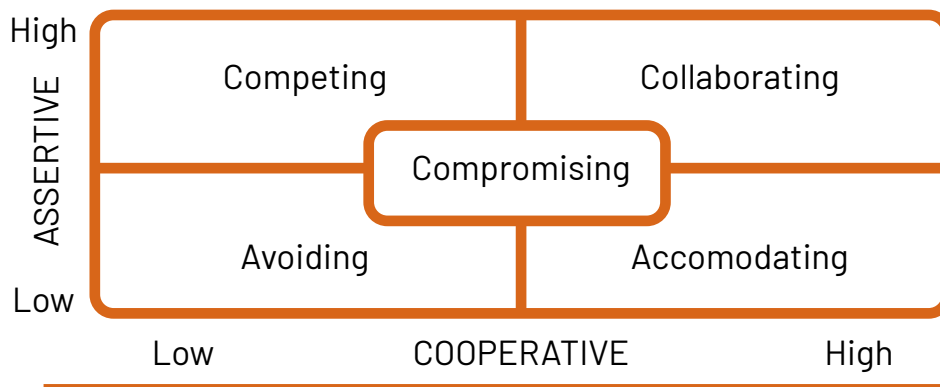 High
Competing
Collaborating
ASSERTIVE
Compromising
Avoiding
Accomodating
Low
Low
COOPERATIVE
High